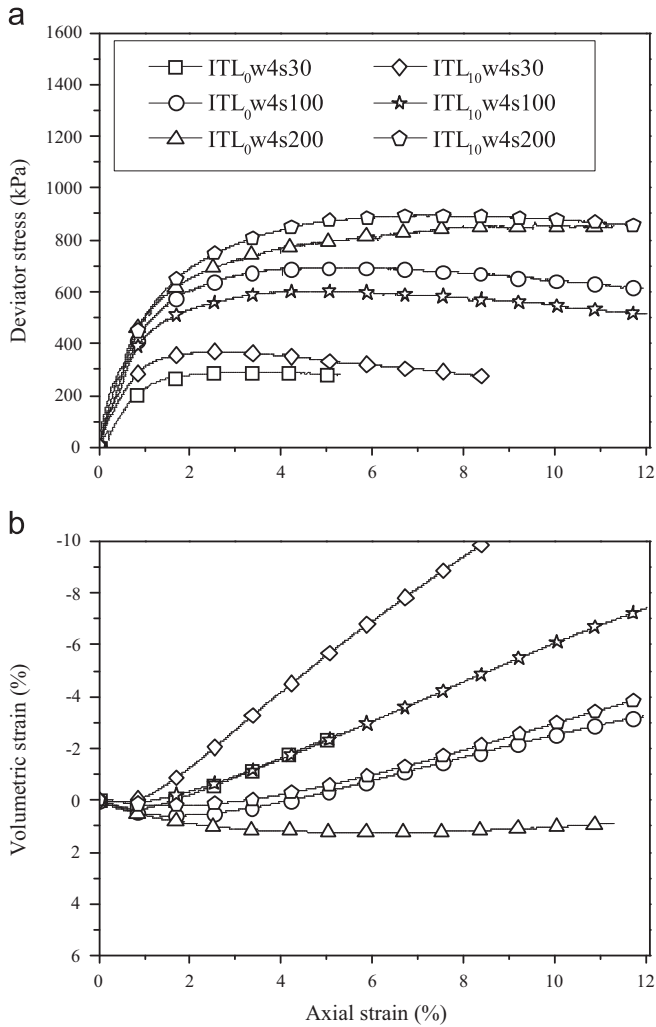 a
1600
1400
1200
1000
800
600
400
200
0
Deviator stress (kPa)
ITL₀w4s30
ITL₁₀w4s30
ITL₀w4s100
ITL₁₀w4s100
ITL₀w4s200
ITL₁₀w4s200
0 2 4 6 8 10 12
b
-10
-8
-6
-4
-2
0
2
4
6
Volumetric strain (%)
0 2 4 6 8 10 12
Axial strain (%)